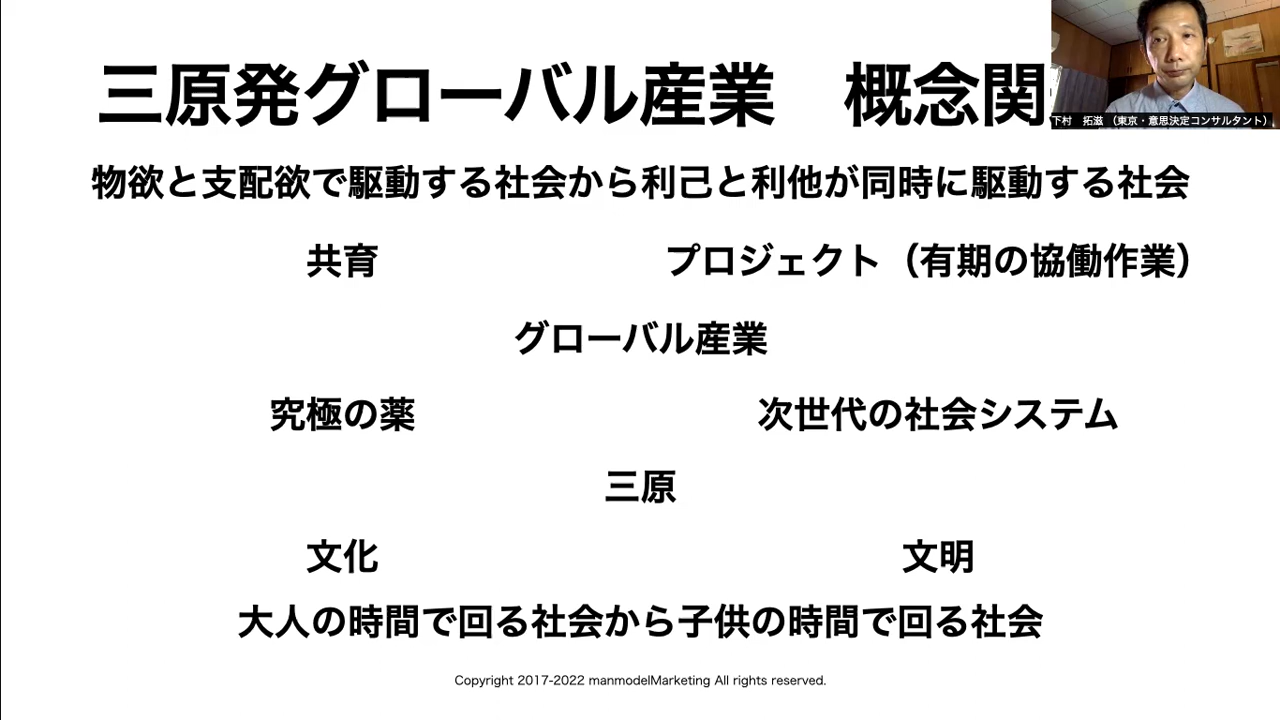 三原発グローバル産業　概念関
下村　拓滋 （東京・意思決定コンサルタント）
物欲と支配欲で駆動する社会から利己と利他が同時に駆動する社会
共育
プロジェクト（有期の協働作業）
グローバル産業
究極の薬
次世代の社会システム
三原
文化
文明
大人の時間で回る社会から子供の時間で回る社会
Copyright 2017-2022 manmodelMarketing All rights reserved.